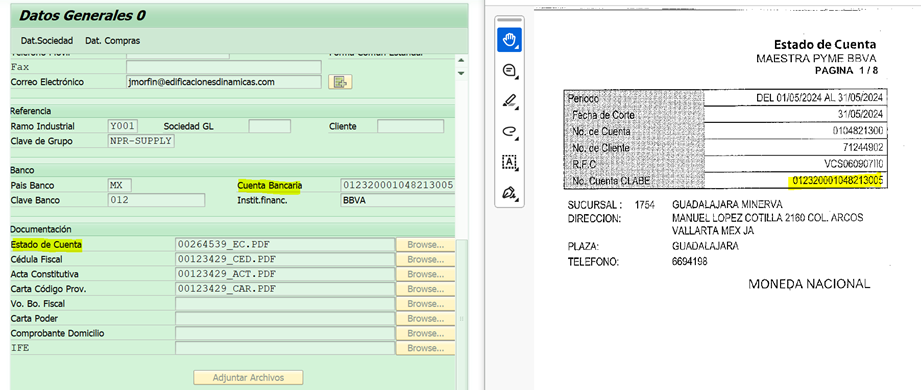 Datos Generales 0
Dat.Sociedad Dat. Compras
Teléfono Móvil Forma Común Estándar
Fax
Correo Electrónico jmorfin@edificacionesdinamicas.com
Referencia
Ramo Industrial Y001 Sociedad GL Cliente
Clave de Grupo NPR-SUPPLY
Banco
Pais Banco MX Cuenta Bancaria 012320001048213005
Clave Banco 012 Instit.financ. BBVA
Documentación
Estado de Cuenta 00264539_EC.PDF Browse...
Cédula Fiscal 00123429_CED.PDF Browse...
Acta Constitutiva 00123429_ACT.PDF Browse...
Carta Código Prov. 00123429_CAR.PDF Browse...
Vo. Bo. Fiscal Browse...
Carta Poder Browse...
Comprobante Domicilio Browse...
IFE Browse...
Adjuntar Archivos
Estado de Cuenta
MAESTRA PYME BBVA
PAGINA 1 / 8
Periodo DEL 01/05/2024 AL 31/05/2024
Fecha de Corte 31/05/2024
No. de Cuenta 0104821300
No. de Cliente 71244902
R.F.C VCS060907II0
No. Cuenta CLABE 012320001048213005
SUCURSAL : 1754 GUADALAJARA MINERVA
DIRECCION: MANUEL LOPEZ COTILLA 2160 COL. ARCOS
VALLARTA MEX JA
PLAZA: GUADALAJARA
TELEFONO: 6694198
MONEDA NACIONAL